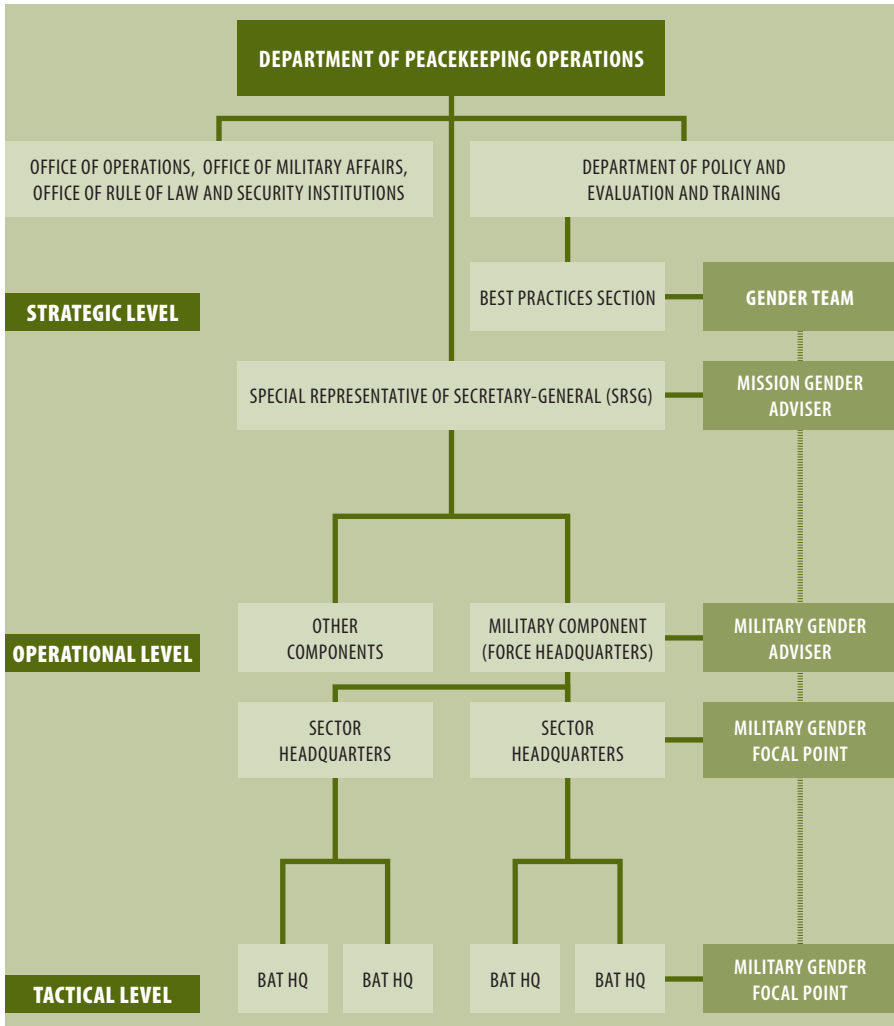 DEPARTMENT OF PEACEKEEPING OPERATIONS
OFFICE OF OPERATIONS, OFFICE OF MILITARY AFFAIRS,
OFFICE OF RULE OF LAW AND SECURITY INSTITUTIONS
DEPARTMENT OF POLICY AND
EVALUATION AND TRAINING
STRATEGIC LEVEL
BEST PRACTICES SECTION
GENDER TEAM
SPECIAL REPRESENTATIVE OF SECRETARY-GENERAL (SRSG)
MISSION GENDER
ADVISER
OPERATIONAL LEVEL
OTHER
COMPONENTS
MILITARY COMPONENT
(FORCE HEADQUARTERS)
MILITARY GENDER
ADVISER
SECTOR
HEADQUARTERS
SECTOR
HEADQUARTERS
MILITARY GENDER
FOCAL POINT
TACTICAL LEVEL
BAT HQ
BAT HQ
BAT HQ
BAT HQ
MILITARY GENDER
FOCAL POINT